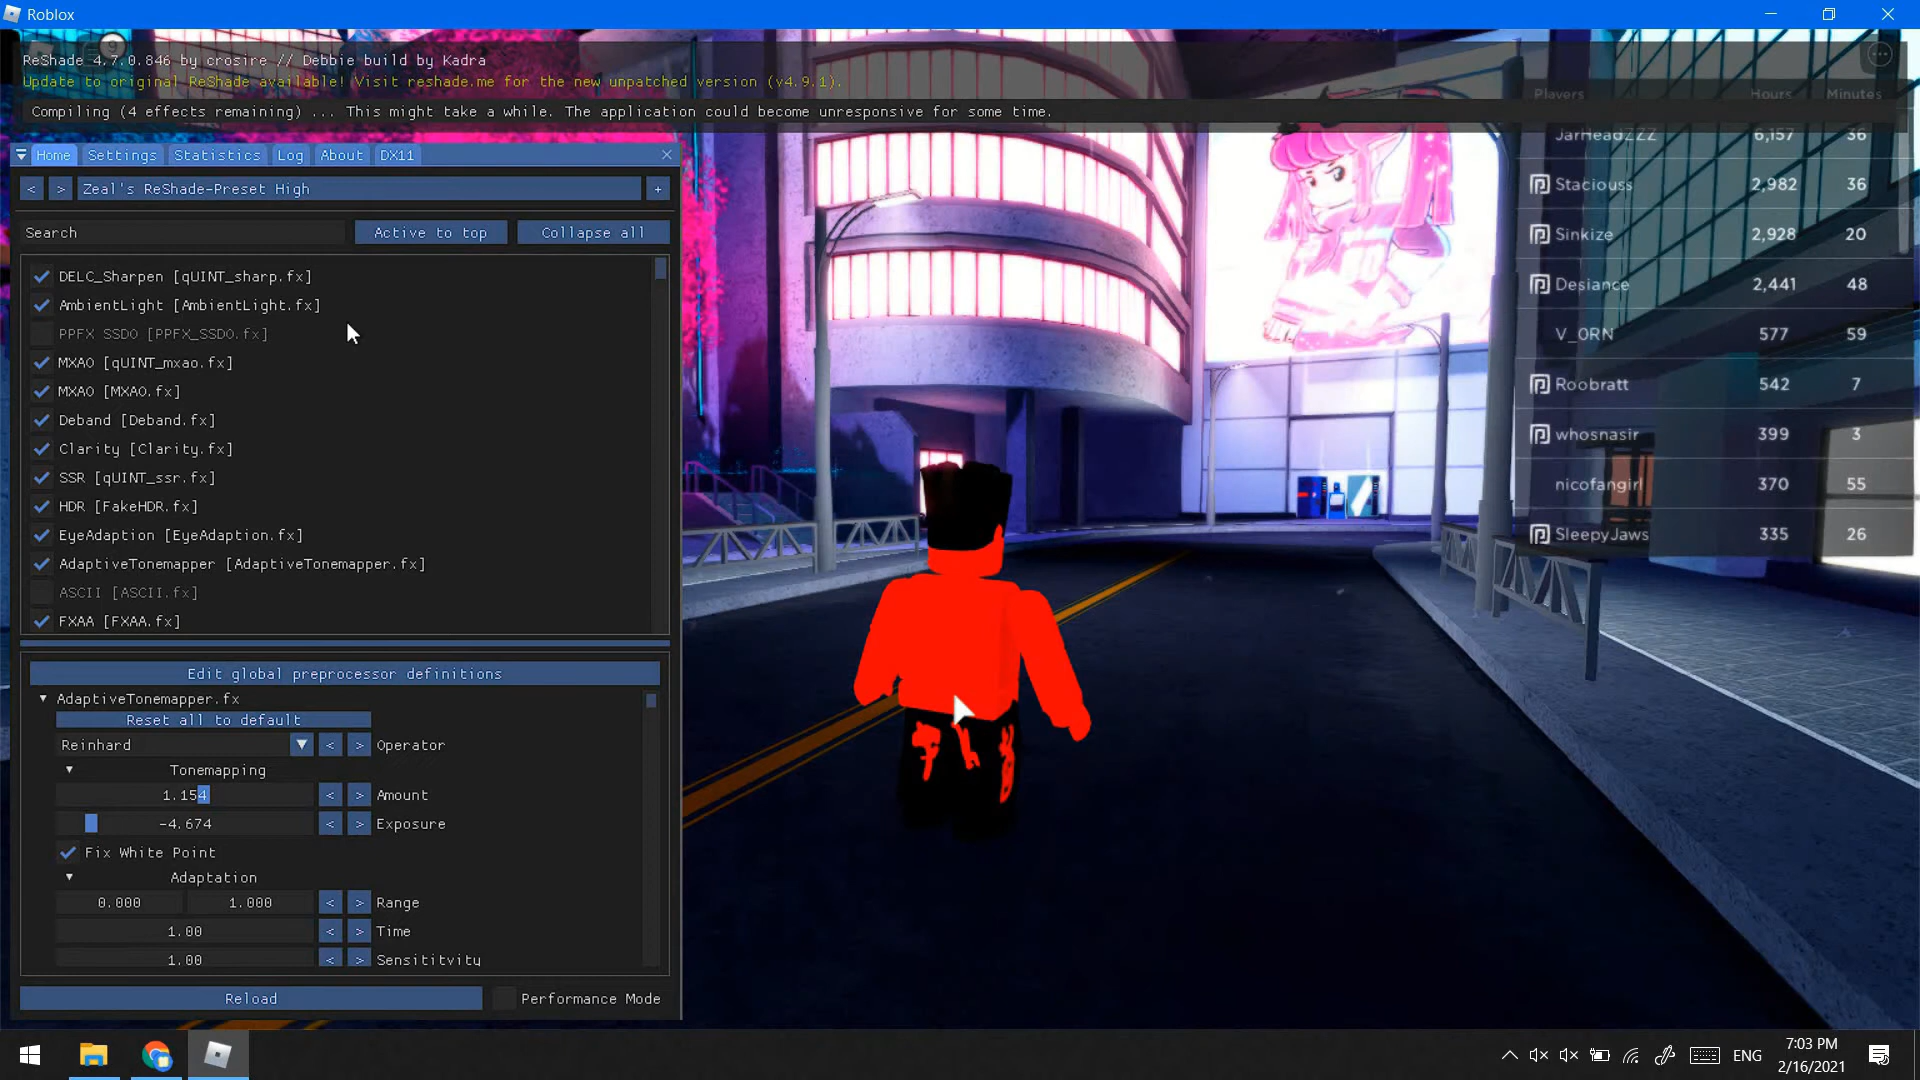 Roblox
9
ReShade 4.7.0.846 by crosire // Debbie build by Kadra
Update to original ReShade available! Visit reshade.me for the new unpatched version (v4.9.1).
Compiling (4 effects remaining) ... This might take a while. The application could become unresponsive for some time.
Home Settings Statistics Log About DX11
< > Zeal's ReShade-Preset High +
Search Active to top Collapse all
DELC_Sharpen [qUINT_sharp.fx]
AmbientLight [AmbientLight.fx]
PPFX SSDO [PPFX_SSDO.fx]
MXAO [qUINT_mxao.fx]
MXAO [MXAO.fx]
Deband [Deband.fx]
Clarity [Clarity.fx]
SSR [qUINT_ssr.fx]
HDR [FakeHDR.fx]
EyeAdaption [EyeAdaption.fx]
AdaptiveTonemapper [AdaptiveTonemapper.fx]
ASCII [ASCII.fx]
FXAA [FXAA.fx]
Edit global preprocessor definitions
AdaptiveTonemapper.fx
Reset all to default
Reinhard < > Operator
Tonemapping
1.154 < > Amount
-4.674 < > Exposure
Fix White Point
Adaptation
0.000 1.000 < > Range
1.00 < > Time
1.00 < > Sensititvity
Reload Performance Mode
Players Hours Minutes
JarHeadZZZ 6,157 36
Staciouss 2,982 36
Sinkize 2,928 20
Desiance 2,441 48
V_ORN 577 59
Roobratt 542 7
whosnasir 399 3
nicofangirl 370 55
SleepyJaws 335 26
ENG
7:03 PM
2/16/2021